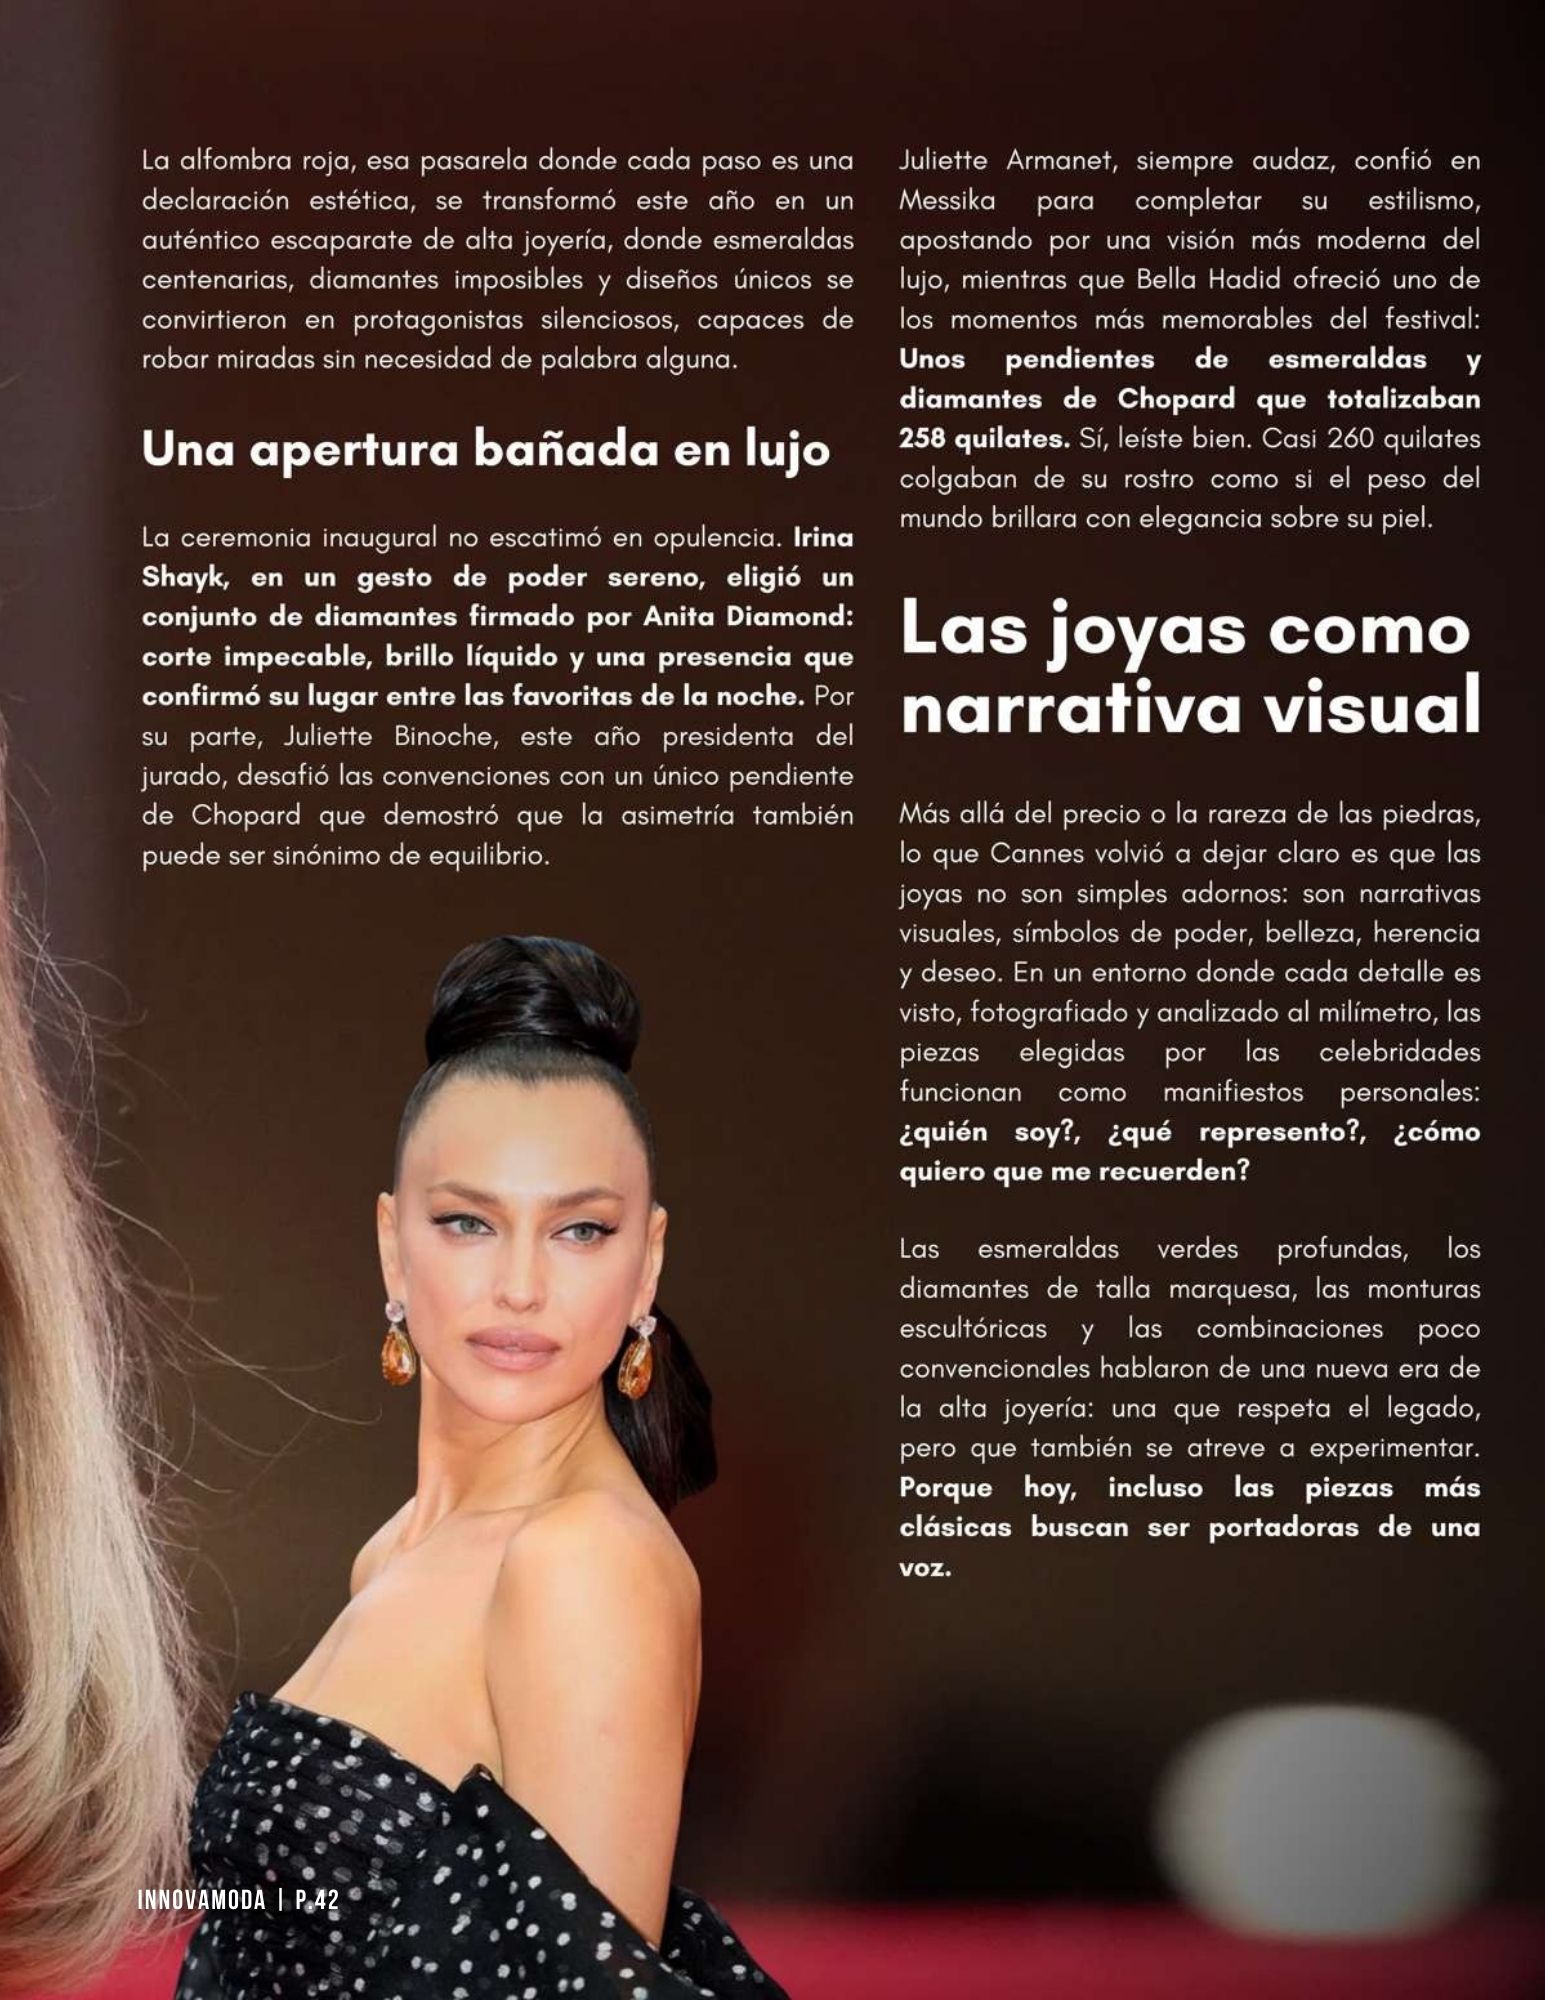 La alfombra roja, esa pasarela donde cada paso es una
declaración estética, se transformó este año en un
auténtico escaparate de alta joyería, donde esmeraldas
centenarias, diamantes imposibles y diseños únicos se
convirtieron en protagonistas silenciosos, capaces de
robar miradas sin necesidad de palabra alguna.
Una apertura bañada en lujo
La ceremonia inaugural no escatimó en opulencia. Irina
Shayk, en un gesto de poder sereno, eligió un
conjunto de diamantes firmado por Anita Diamond:
corte impecable, brillo líquido y una presencia que
confirmó su lugar entre las favoritas de la noche. Por
su parte, Juliette Binoche, este año presidenta del
jurado, desafió las convenciones con un único pendiente
de Chopard que demostró que la asimetría también
puede ser sinónimo de equilibrio.
Juliette Armanet, siempre audaz, confió en
Messika para completar su estilismo,
apostando por una visión más moderna del
lujo, mientras que Bella Hadid ofreció uno de
los momentos más memorables del festival:
Unos pendientes de esmeraldas y
diamantes de Chopard que totalizaban
258 quilates. Sí, leíste bien. Casi 260 quilates
colgaban de su rostro como si el peso del
mundo brillara con elegancia sobre su piel.
Las joyas como
narrativa visual
Más allá del precio o la rareza de las piedras,
lo que Cannes volvió a dejar claro es que las
joyas no son simples adornos: son narrativas
visuales, símbolos de poder, belleza, herencia
y deseo. En un entorno donde cada detalle es
visto, fotografiado y analizado al milímetro, las
piezas elegidas por las celebridades
funcionan como manifiestos personales:
¿quién soy?, ¿qué represento?, ¿cómo
quiero que me recuerden?
Las esmeraldas verdes profundas, los
diamantes de talla marquesa, las monturas
escultóricas y las combinaciones poco
convencionales hablaron de una nueva era de
la alta joyería: una que respeta el legado,
pero que también se atreve a experimentar.
Porque hoy, incluso las piezas más
clásicas buscan ser portadoras de una
voz.
INNOVAMODA | P.42